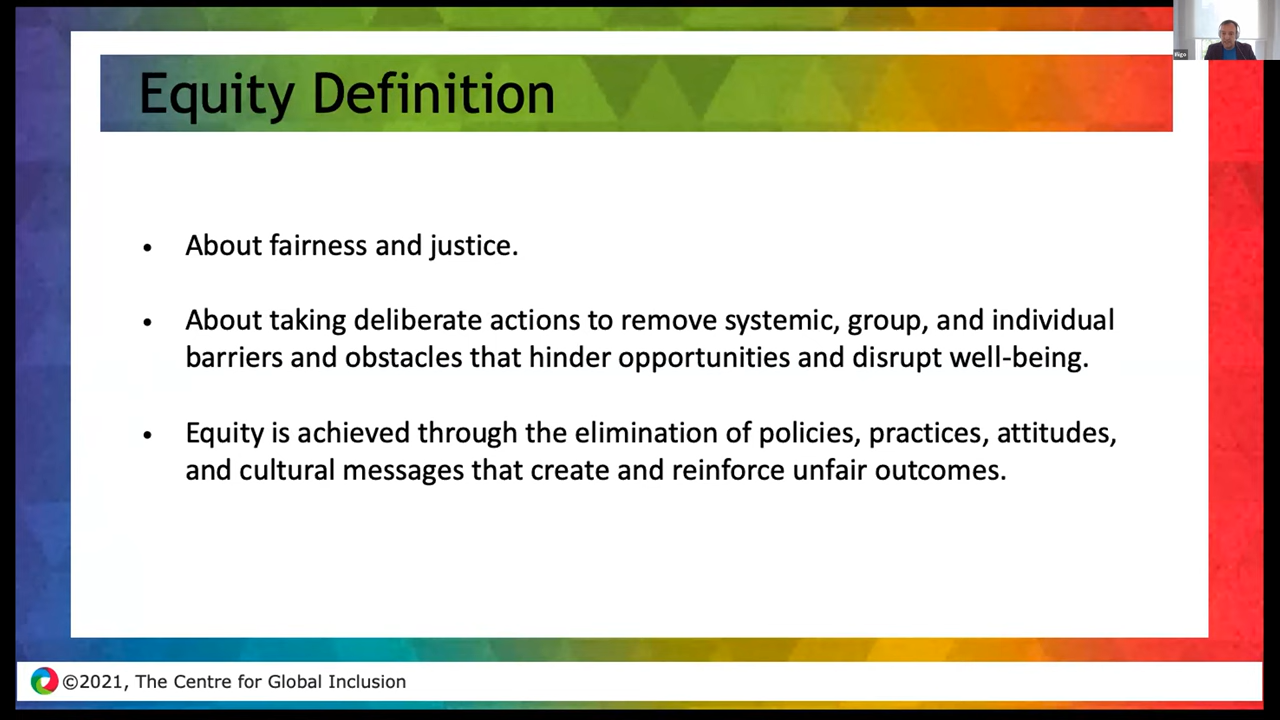 Equity Definition
• About fairness and justice.
• About taking deliberate actions to remove systemic, group, and individual
barriers and obstacles that hinder opportunities and disrupt well-being.
• Equity is achieved through the elimination of policies, practices, attitudes,
and cultural messages that create and reinforce unfair outcomes.
©2021, The Centre for Global Inclusion